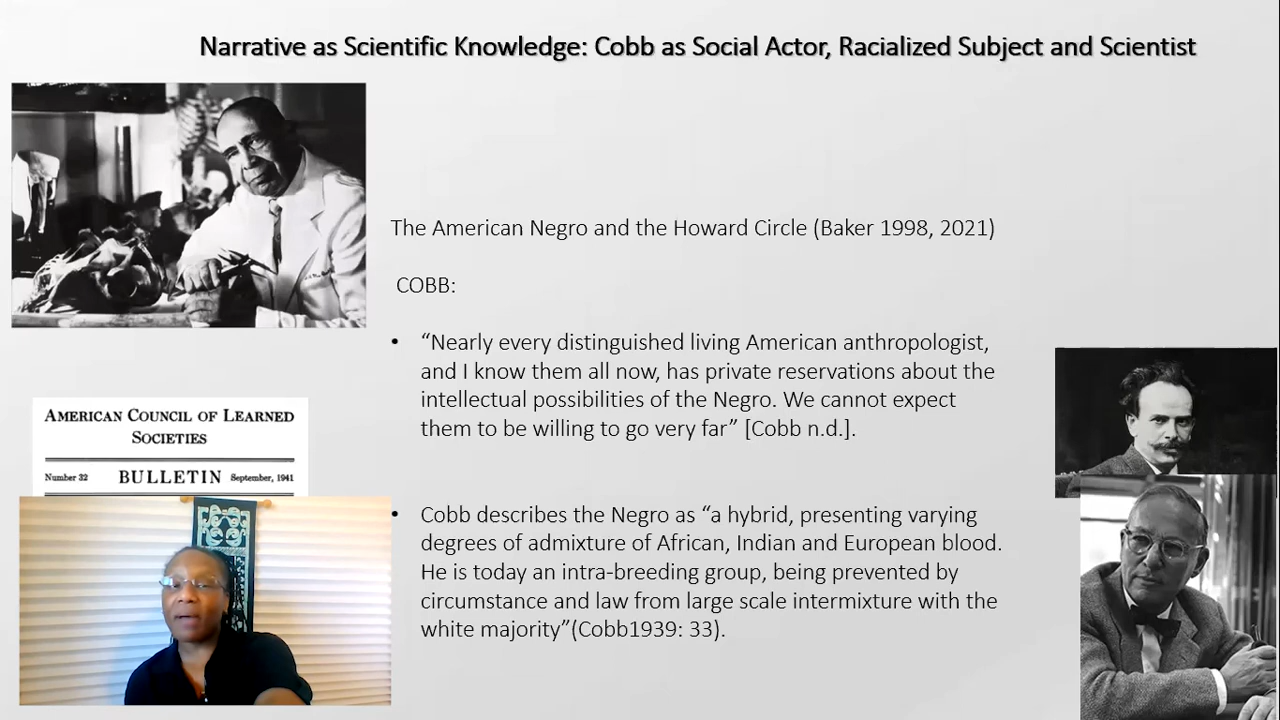 Narrative as Scientific Knowledge: Cobb as Social Actor, Racialized Subject and Scientist
The American Negro and the Howard Circle (Baker 1998, 2021)
COBB:
• “Nearly every distinguished living American anthropologist,
and I know them all now, has private reservations about the
intellectual possibilities of the Negro. We cannot expect
them to be willing to go very far” [Cobb n.d.].
• Cobb describes the Negro as “a hybrid, presenting varying
degrees of admixture of African, Indian and European blood.
He is today an intra-breeding group, being prevented by
circumstance and law from large scale intermixture with the
white majority”(Cobb1939: 33).
AMERICAN COUNCIL OF LEARNED
SOCIETIES
Number 32 BULLETIN September, 1941